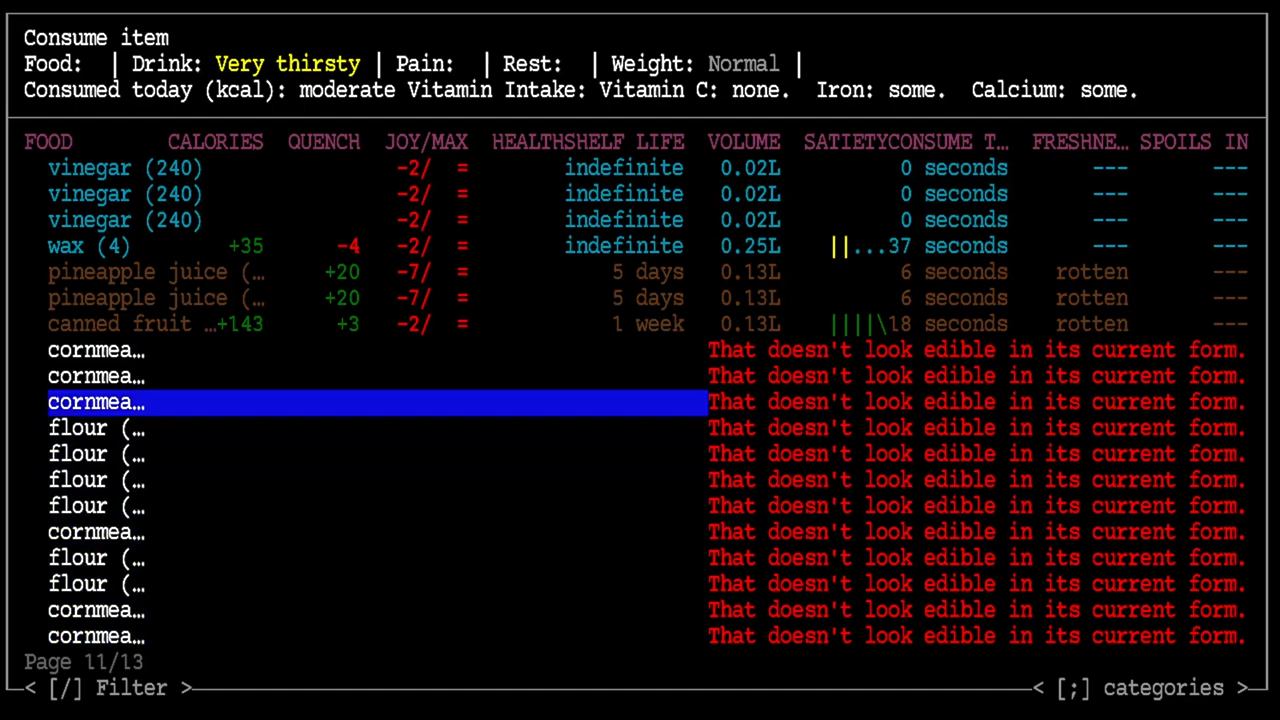 Consume item
Food:  | Drink: Very thirsty | Pain:  | Rest:  | Weight: Normal |
Consumed today (kcal): moderate Vitamin Intake: Vitamin C: none.  Iron: some.  Calcium: some.
FOOD CALORIES QUENCH JOY/MAX HEALTHSHELF LIFE VOLUME SATIETYCONSUME T… FRESHNE… SPOILS IN
vinegar (240) -2/ = indefinite 0.02L 0 seconds --- ---
vinegar (240) -2/ = indefinite 0.02L 0 seconds --- ---
vinegar (240) -2/ = indefinite 0.02L 0 seconds --- ---
wax (4) +35 -4 -2/ = indefinite 0.25L ||...37 seconds --- ---
pineapple juice (… +20 -7/ = 5 days 0.13L 6 seconds rotten ---
pineapple juice (… +20 -7/ = 5 days 0.13L 6 seconds rotten ---
canned fruit …+143 +3 -2/ = 1 week 0.13L ||||\18 seconds rotten ---
cornmea… That doesn't look edible in its current form.
cornmea… That doesn't look edible in its current form.
cornmea… That doesn't look edible in its current form.
flour (… That doesn't look edible in its current form.
flour (… That doesn't look edible in its current form.
flour (… That doesn't look edible in its current form.
flour (… That doesn't look edible in its current form.
cornmea… That doesn't look edible in its current form.
flour (… That doesn't look edible in its current form.
flour (… That doesn't look edible in its current form.
cornmea… That doesn't look edible in its current form.
cornmea… That doesn't look edible in its current form.
Page 11/13
< [/] Filter > < [;] categories >